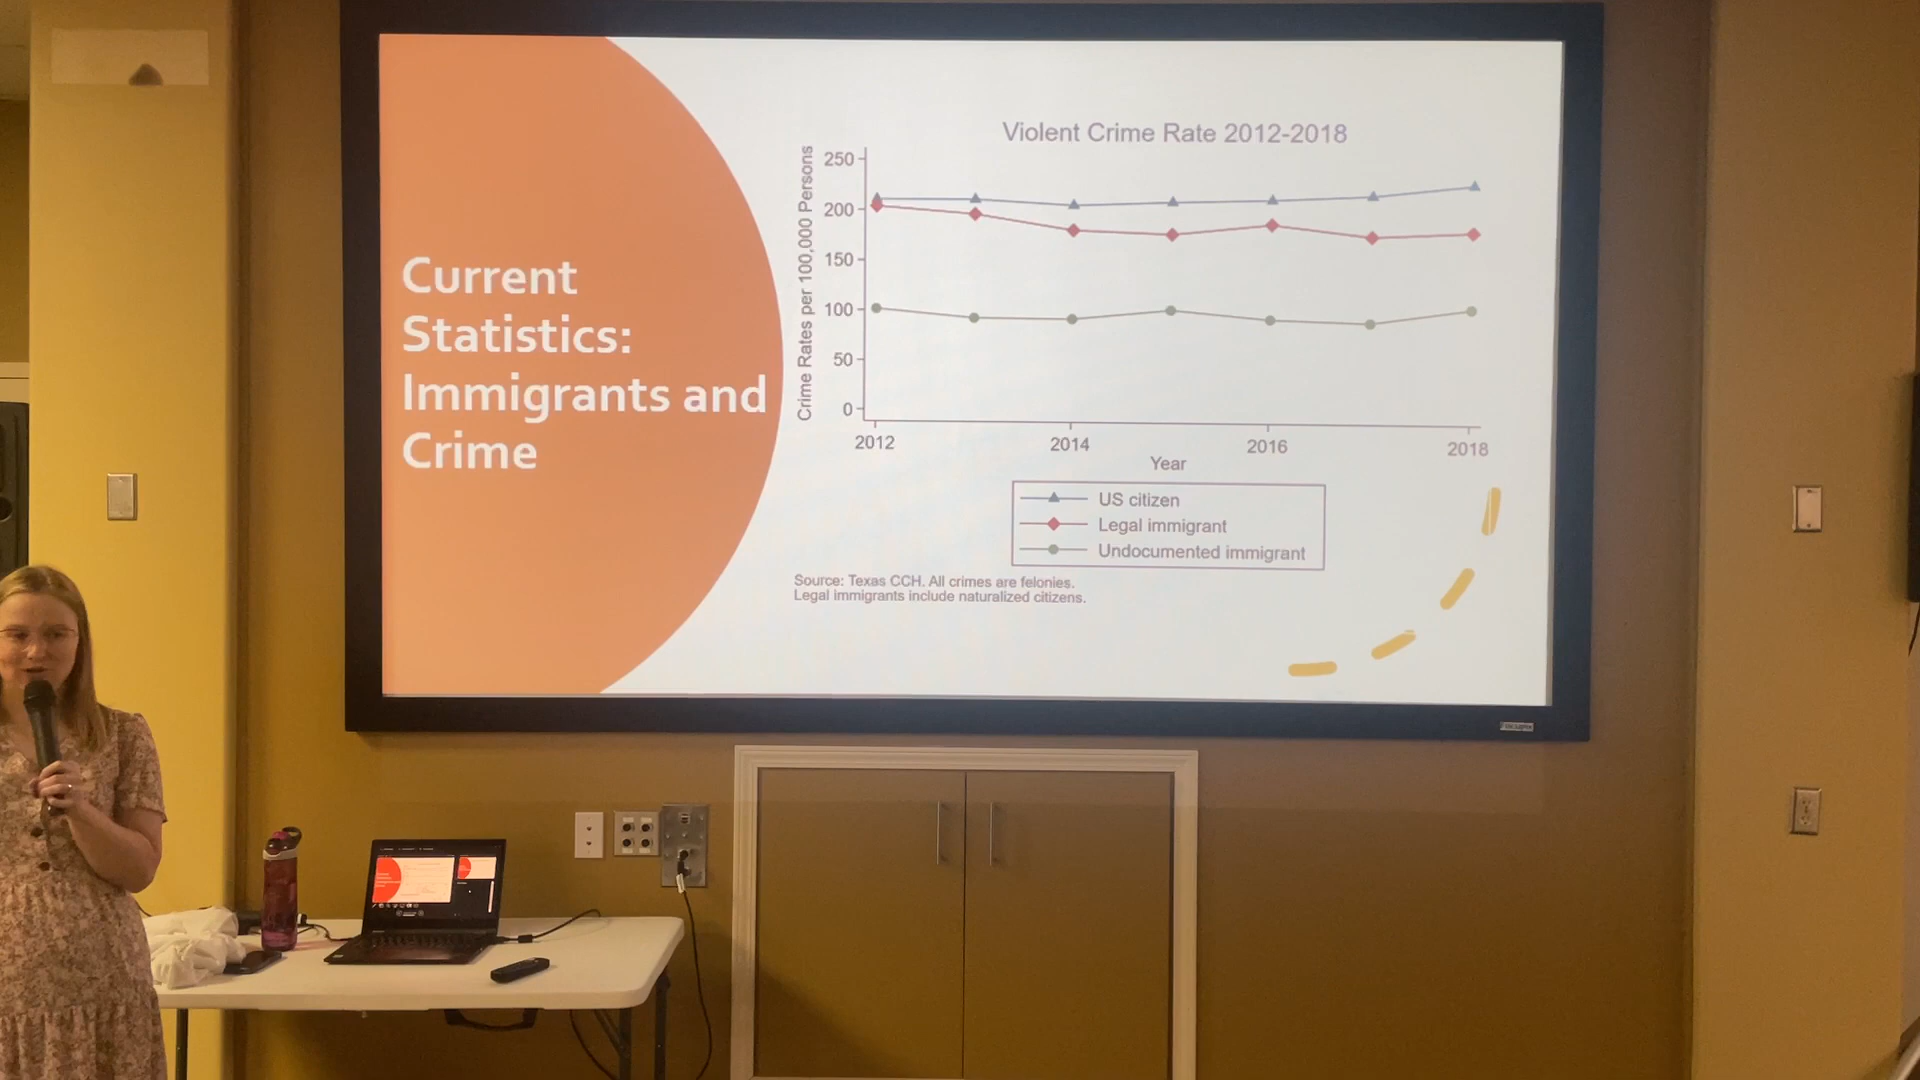 Current
Statistics:
Immigrants and
Crime
Violent Crime Rate 2012-2018
Crime Rates per 100,000 Persons
250
200
150
100
50
0
2012
2014
2016
2018
Year
US citizen
Legal immigrant
Undocumented immigrant
Source: Texas CCH. All crimes are felonies.
Legal immigrants include naturalized citizens.